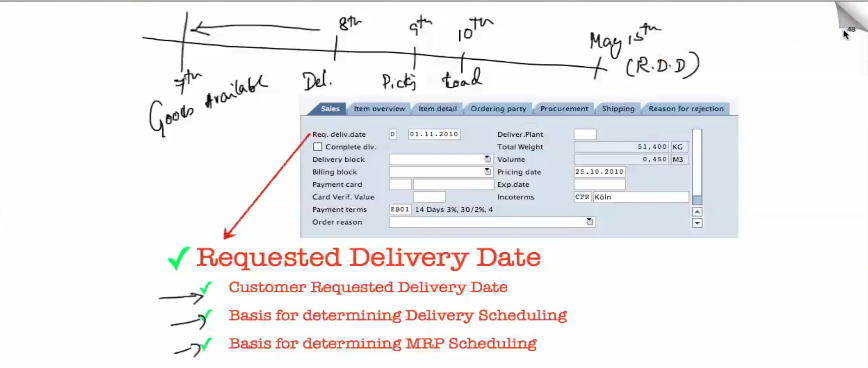 8th 9th 10th May 15th
7th Del. Picks Load (R.D.D)
Goods Available
48
Sales Item overview Item detail Ordering party Procurement Shipping Reason for rejection
Req. deliv.date D 01.11.2010 Deliver.Plant
Complete dlv. Total Weight 51,400 KG
Delivery block Volume 0,450 M3
Billing block Pricing date 25.10.2010
Payment card Exp.date
Card Verif. Value Incoterms CFR Köln
Payment terms 14 Days 3%, 30/2%, 4
Order reason
Requested Delivery Date
Customer Requested Delivery Date
Basis for determining Delivery Scheduling
Basis for determining MRP Scheduling